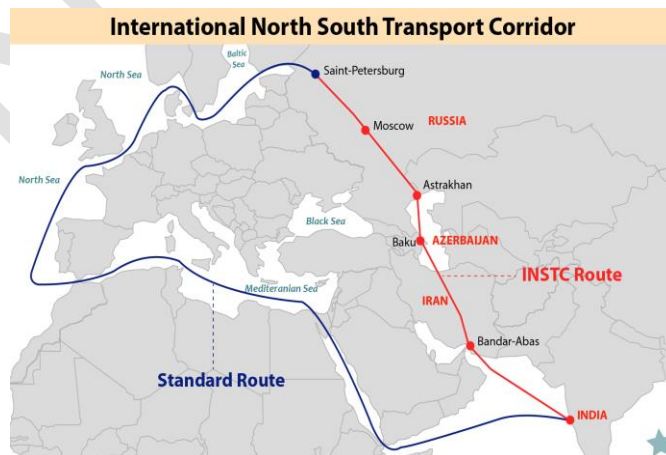 International North South Transport Corridor
Baltic
Sea
North Sea
Saint-Petersburg
Moscow
RUSSIA
North Sea
Astrakhan
Black Sea
Baku
AZERBAIJAN
INSTC Route
Mediteranian Sea
IRAN
Bandar-Abas
Standard Route
INDIA